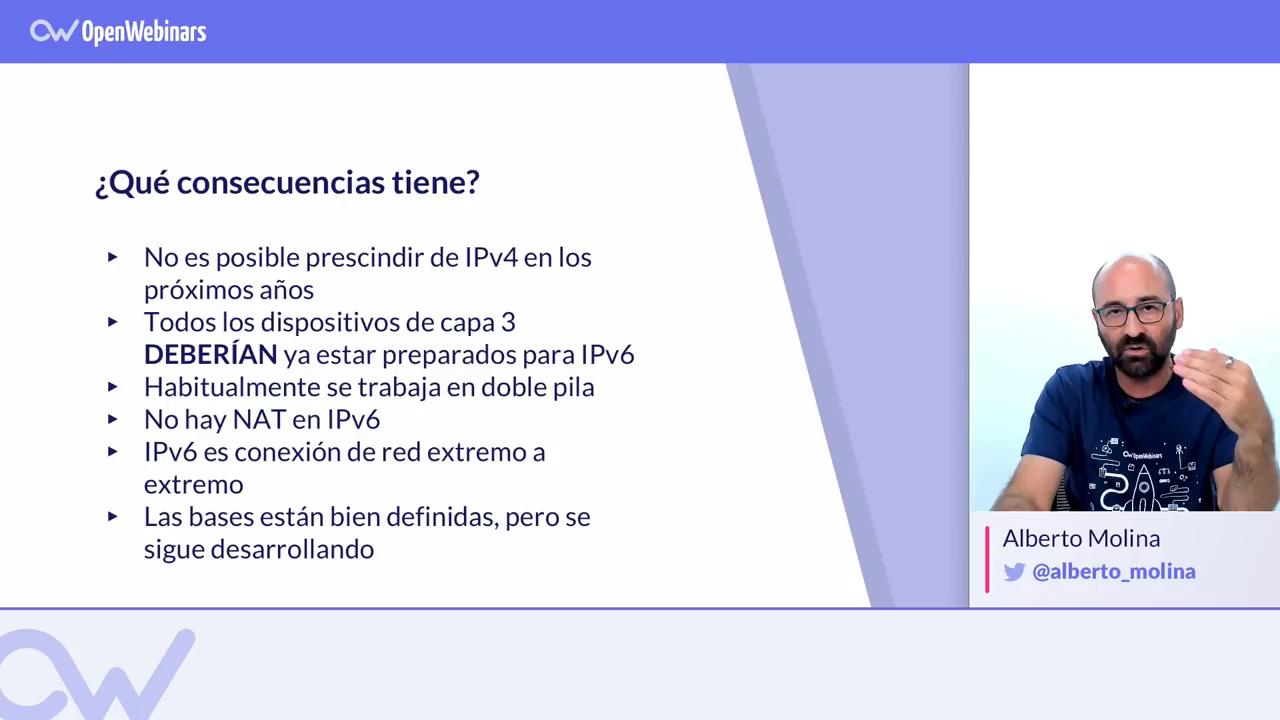 OpenWebinars
¿Qué consecuencias tiene?
▸ No es posible prescindir de IPv4 en los
próximos años
▸ Todos los dispositivos de capa 3
DEBERÍAN ya estar preparados para IPv6
▸ Habitualmente se trabaja en doble pila
▸ No hay NAT en IPv6
▸ IPv6 es conexión de red extremo a
extremo
▸ Las bases están bien definidas, pero se
sigue desarrollando
OpenWebinars
Alberto Molina
@alberto_molina